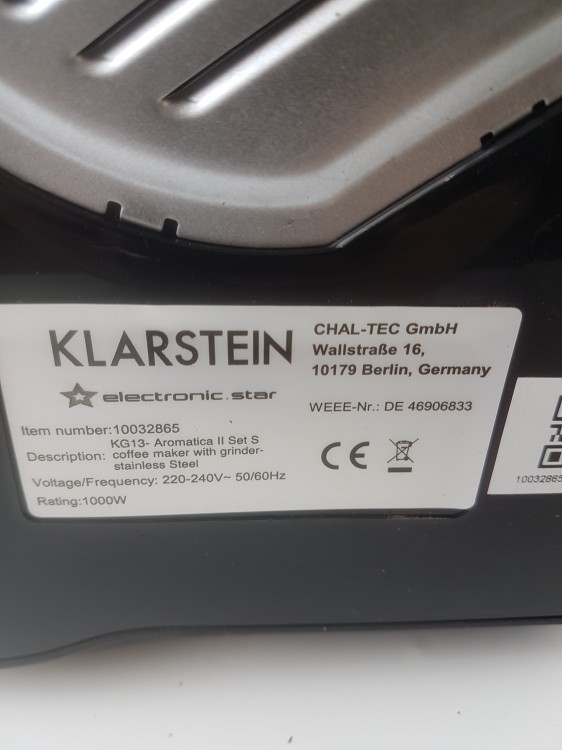 KLARSTEIN
electronic.star
CHAL-TEC GmbH
Wallstraße 16,
10179 Berlin, Germany
WEEE-Nr.: DE 46906833
Item number:10032865
KG13- Aromatica II Set S
Description: coffee maker with grinder-
stainless Steel
Voltage/Frequency: 220-240V~ 50/60Hz
Rating:1000W
CE
10032865